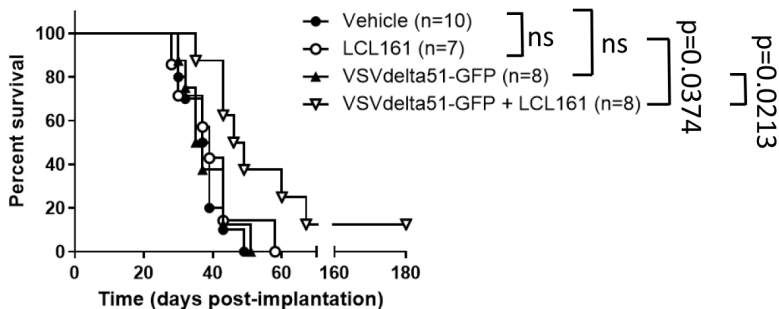 Vehicle (n=10)
LCL161 (n=7)
VSVdelta51-GFP (n=8)
VSVdelta51-GFP + LCL161 (n=8)
ns
ns
p=0.0374
p=0.0213
Percent survival
100
80
60
40
20
0
0 20 40 60 160 180
Time (days post-implantation)